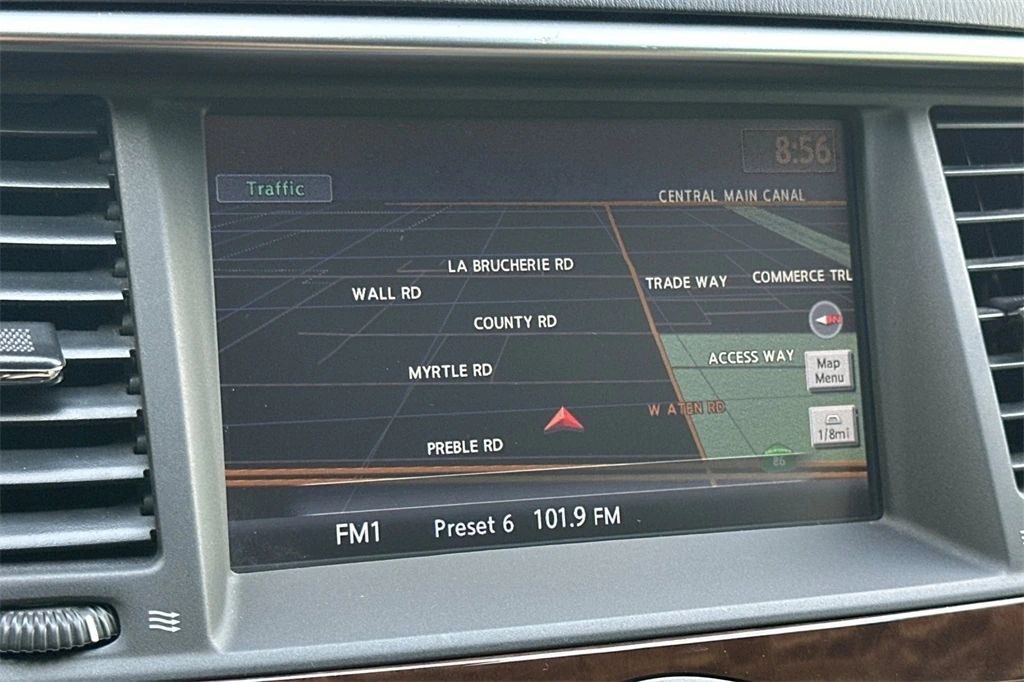 8:56
Traffic
CENTRAL MAIN CANAL
LA BRUCHERIE RD
TRADE WAY
COMMERCE TRL
WALL RD
COUNTY RD
N
ACCESS WAY
Map
Menu
MYRTLE RD
W ATEN RD
1/8mi
PREBLE RD
86
FM1 Preset 6 101.9 FM